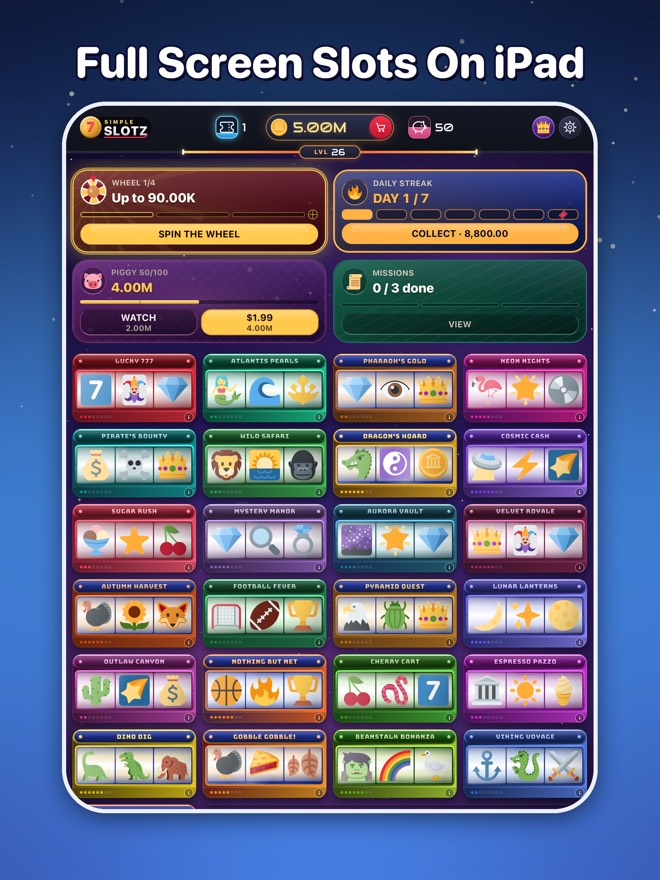 Full Screen Slots On iPad
7 SIMPLE SLOTZ
1
5.00M
50
LVL 26
WHEEL 1/4
Up to 90.00K
SPIN THE WHEEL
DAILY STREAK
DAY 1 / 7
COLLECT · 8,800.00
PIGGY 50/100
4.00M
WATCH
2.00M
$1.99
4.00M
MISSIONS
0 / 3 done
VIEW
LUCKY 777
ATLANTIS PEARLS
PHARAOH'S GOLD
NEON NIGHTS
7
PIRATE'S BOUNTY
WILD SAFARI
DRAGON'S HOARD
COSMIC CASH
$
SUGAR RUSH
MYSTERY MANOR
AURORA VAULT
VELVET ROYALE
AUTUMN HARVEST
FOOTBALL FEVER
PYRAMID QUEST
LUNAR LANTERNS
OUTLAW CANYON
NOTHING BUT NET
CHERRY CART
ESPRESSO PAZZO
$
7
DINO DIG
GOBBLE GOBBLE!
BEANSTALK BONANZA
VIKING VOYAGE